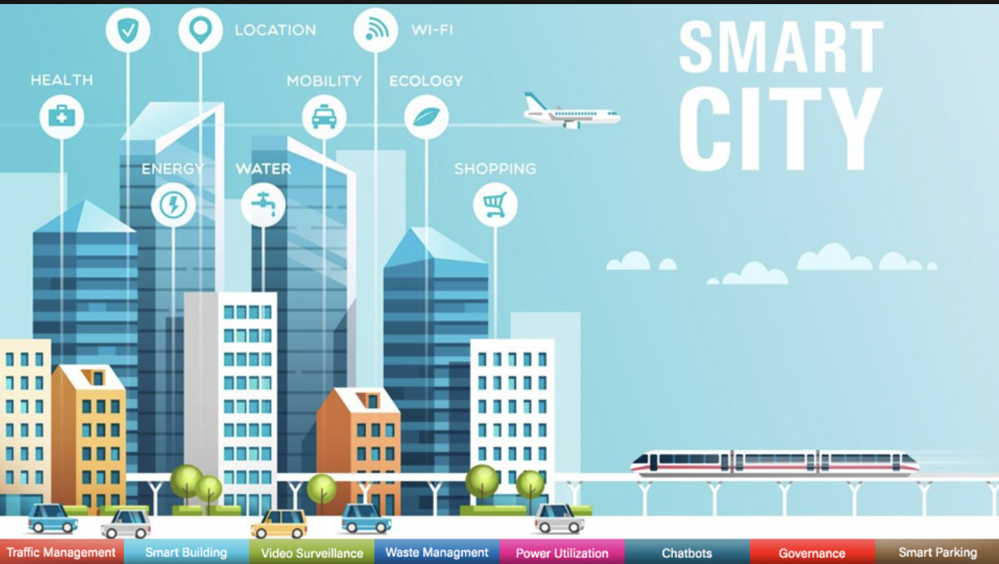 SMART
CITY
LOCATION
WI-FI
HEALTH
MOBILITY
ECOLOGY
ENERGY
WATER
SHOPPING
Traffic Management
Smart Building
Video Surveillance
Waste Managment
Power Utilization
Chatbots
Governance
Smart Parking